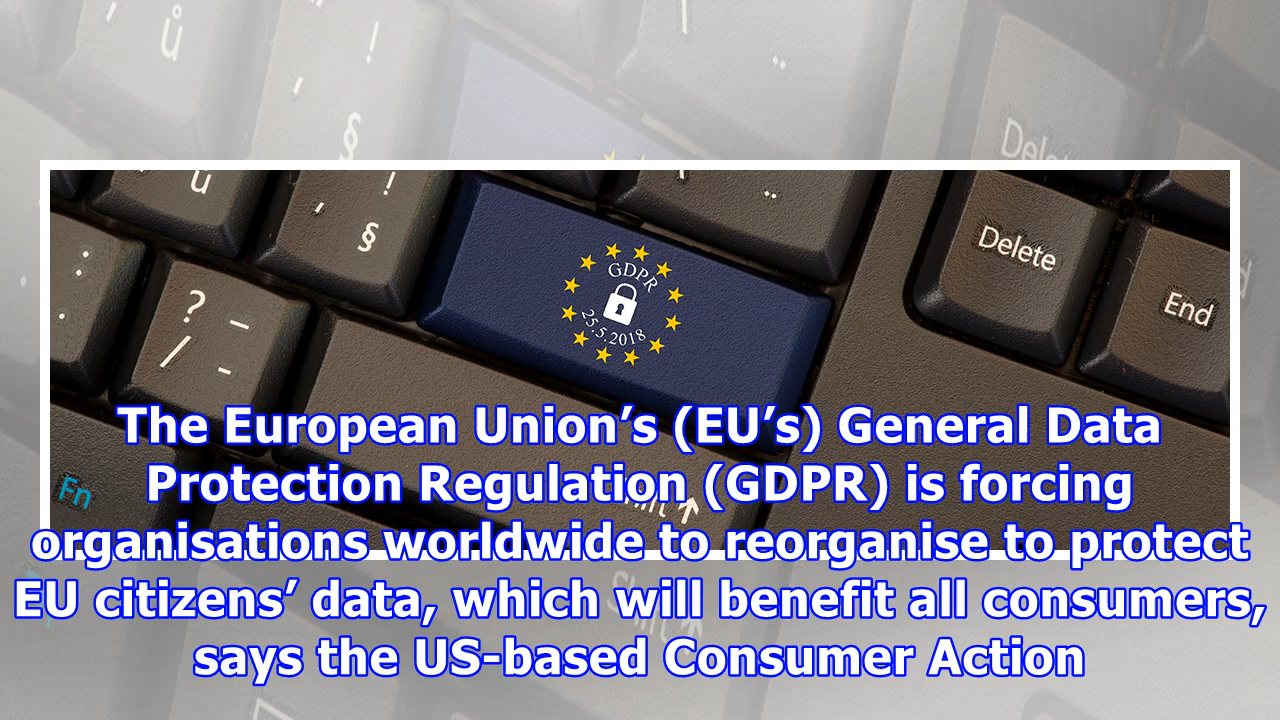 ů
!
'
§
¨
Delete
ů
!
'
§
¨
:
.
?
/
–
-
GDPR
25.5.2018
Delete
End
Fn
The European Union’s (EU’s) General Data
Protection Regulation (GDPR) is forcing
organisations worldwide to reorganise to protect
EU citizens’ data, which will benefit all consumers,
says the US-based Consumer Action